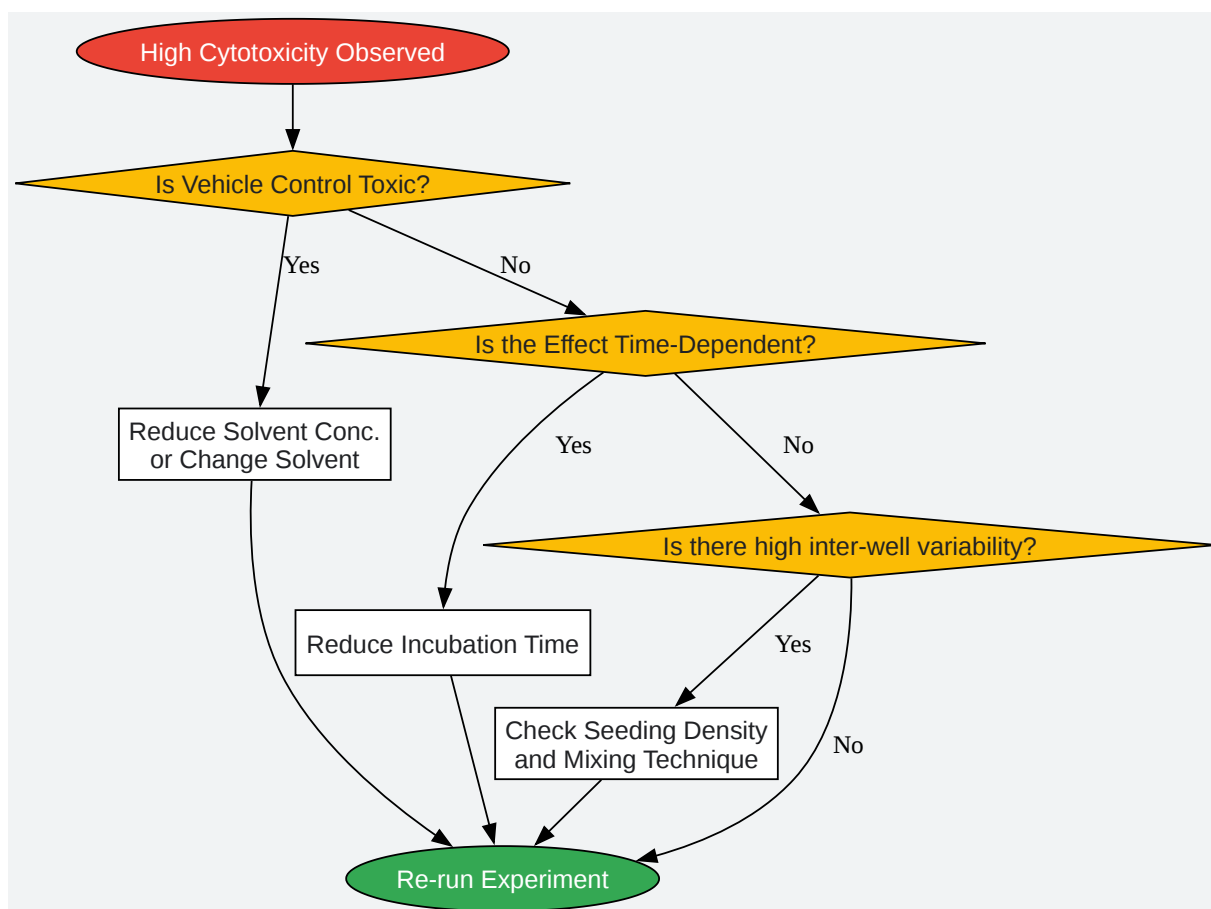 High Cytotoxicity Observed
Is Vehicle Control Toxic?
Yes
No
Is the Effect Time-Dependent?
Reduce Solvent Conc.
or Change Solvent
Yes
No
Is there high inter-well variability?
Reduce Incubation Time
Yes
Check Seeding Density
and Mixing Technique
No
Re-run Experiment